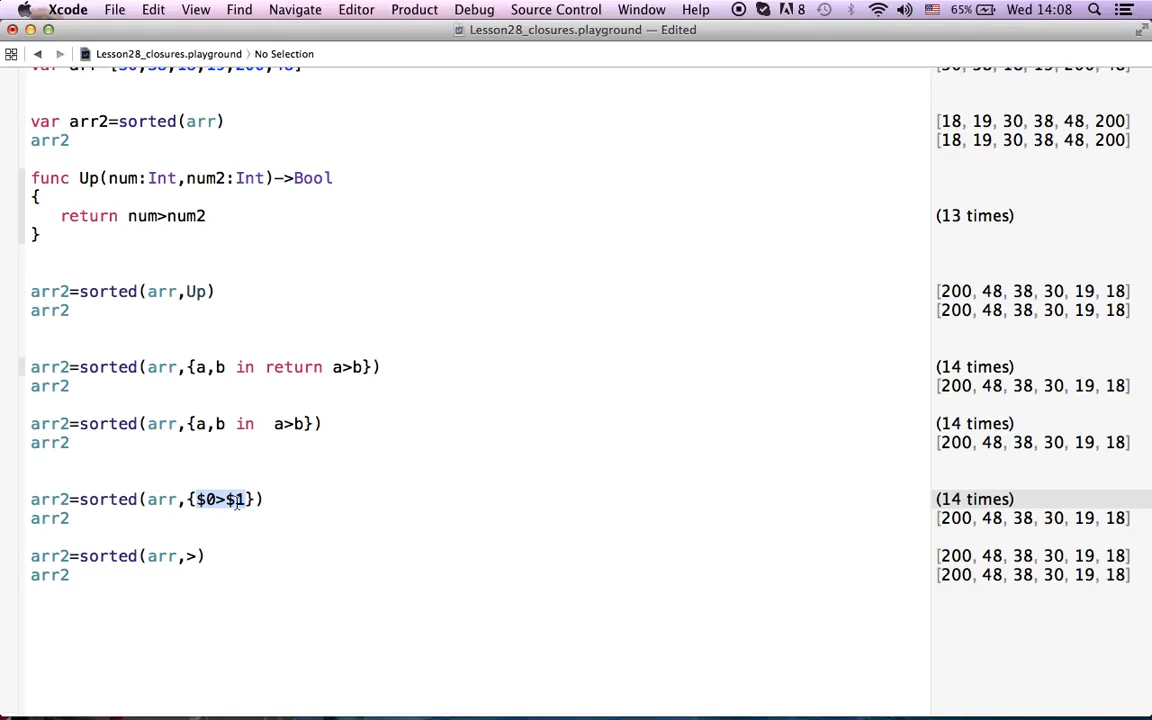 Xcode File Edit View Find Navigate Editor Product Debug Source Control Window Help 8 65% Wed 14:08
Lesson28_closures.playground — Edited
Lesson28_closures.playground › No Selection
var arr2=sorted(arr) [18, 19, 30, 38, 48, 200]
arr2 [18, 19, 30, 38, 48, 200]
func Up(num:Int,num2:Int)->Bool
{
return num>num2 (13 times)
}
arr2=sorted(arr,Up) [200, 48, 38, 30, 19, 18]
arr2 [200, 48, 38, 30, 19, 18]
arr2=sorted(arr,{a,b in return a>b}) (14 times)
arr2 [200, 48, 38, 30, 19, 18]
arr2=sorted(arr,{a,b in  a>b}) (14 times)
arr2 [200, 48, 38, 30, 19, 18]
arr2=sorted(arr,{$0>$1}) (14 times)
arr2 [200, 48, 38, 30, 19, 18]
arr2=sorted(arr,>) [200, 48, 38, 30, 19, 18]
arr2 [200, 48, 38, 30, 19, 18]